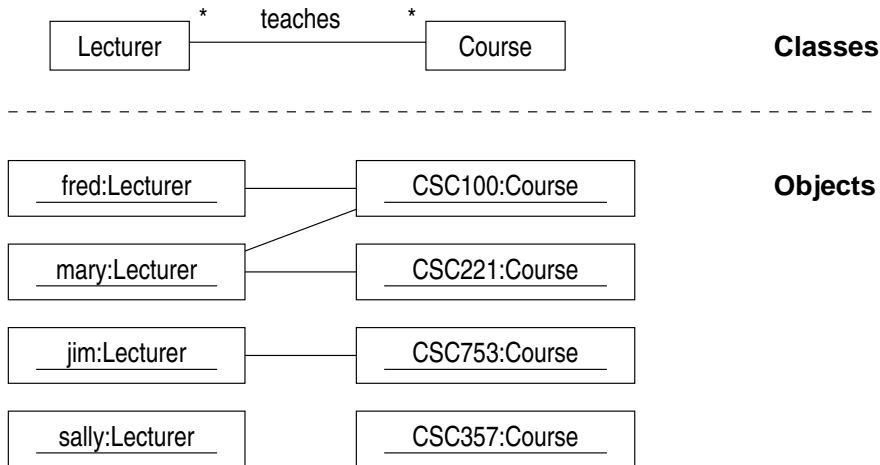 * teaches *
Lecturer Course Classes
fred:Lecturer CSC100:Course Objects
mary:Lecturer CSC221:Course
jim:Lecturer CSC753:Course
sally:Lecturer CSC357:Course